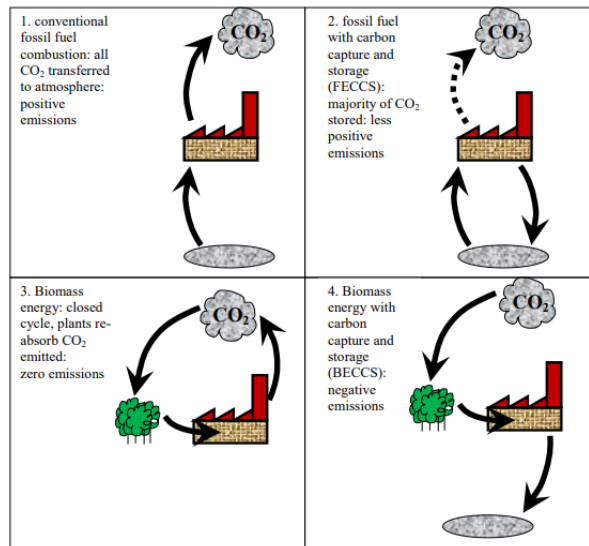 1. conventional
fossil fuel
combustion: all
CO2 transferred
to atmosphere:
positive
emissions
CO2
2. fossil fuel
with carbon
capture and
storage
(FECCS):
majority of CO2
stored: less
positive
emissions
CO2
3. Biomass
energy: closed
cycle, plants re-
absorb CO2
emitted:
zero emissions
CO2
4. Biomass
energy with
carbon
capture and
storage
(BECCS):
negative
emissions
CO2